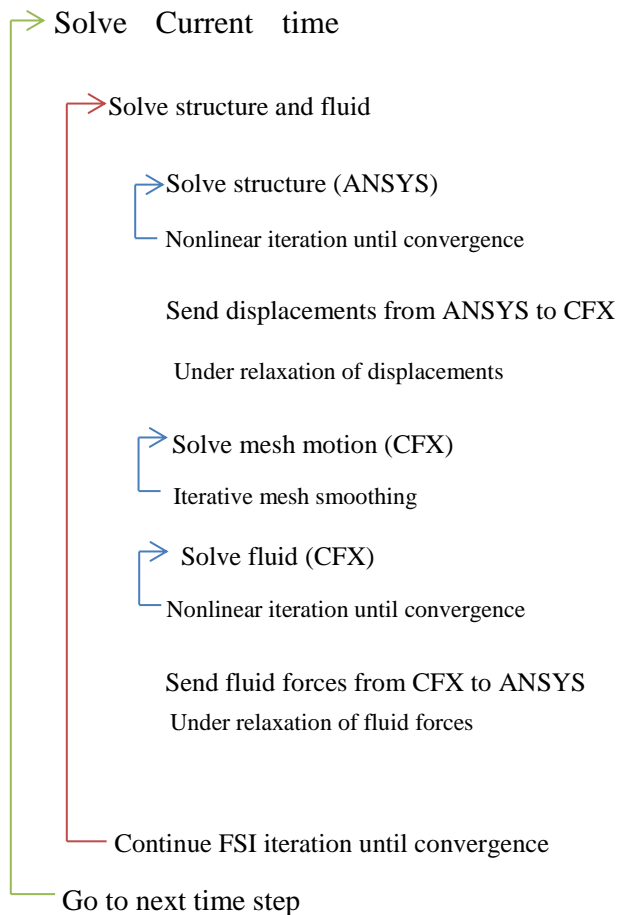 Solve Current time
Solve structure and fluid
Solve structure (ANSYS)
Nonlinear iteration until convergence
Send displacements from ANSYS to CFX
Under relaxation of displacements
Solve mesh motion (CFX)
Iterative mesh smoothing
Solve fluid (CFX)
Nonlinear iteration until convergence
Send fluid forces from CFX to ANSYS
Under relaxation of fluid forces
Continue FSI iteration until convergence
Go to next time step